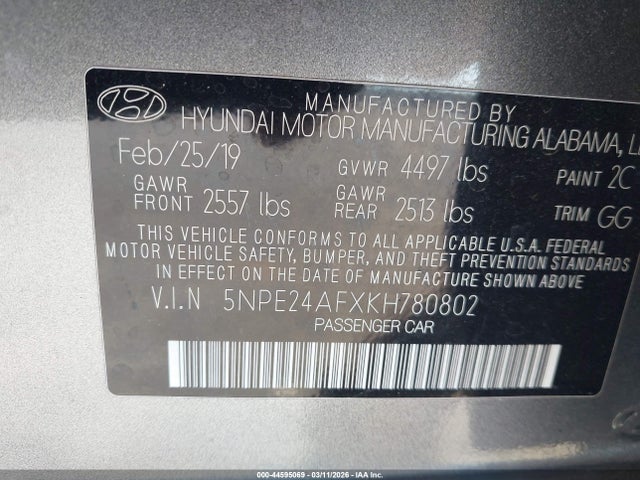 MANUFACTURED BY
HYUNDAI MOTOR MANUFACTURING ALABAMA,
Feb/25/19 GVWR 4497 lbs PAINT 2C
GAWR FRONT 2557 lbs GAWR REAR 2513 lbs TRIM GG
THIS VEHICLE CONFORMS TO ALL APPLICABLE U.S.A. FEDERAL
MOTOR VEHICLE SAFETY, BUMPER, AND THEFT PREVENTION STANDARDS
IN EFFECT ON THE DATE OF MANUFACTURE SHOWN ABOVE
V.I.N 5NPE24AFXKH780802
PASSENGER CAR
000-44595069 | 03/11/2026 - IAA Inc.